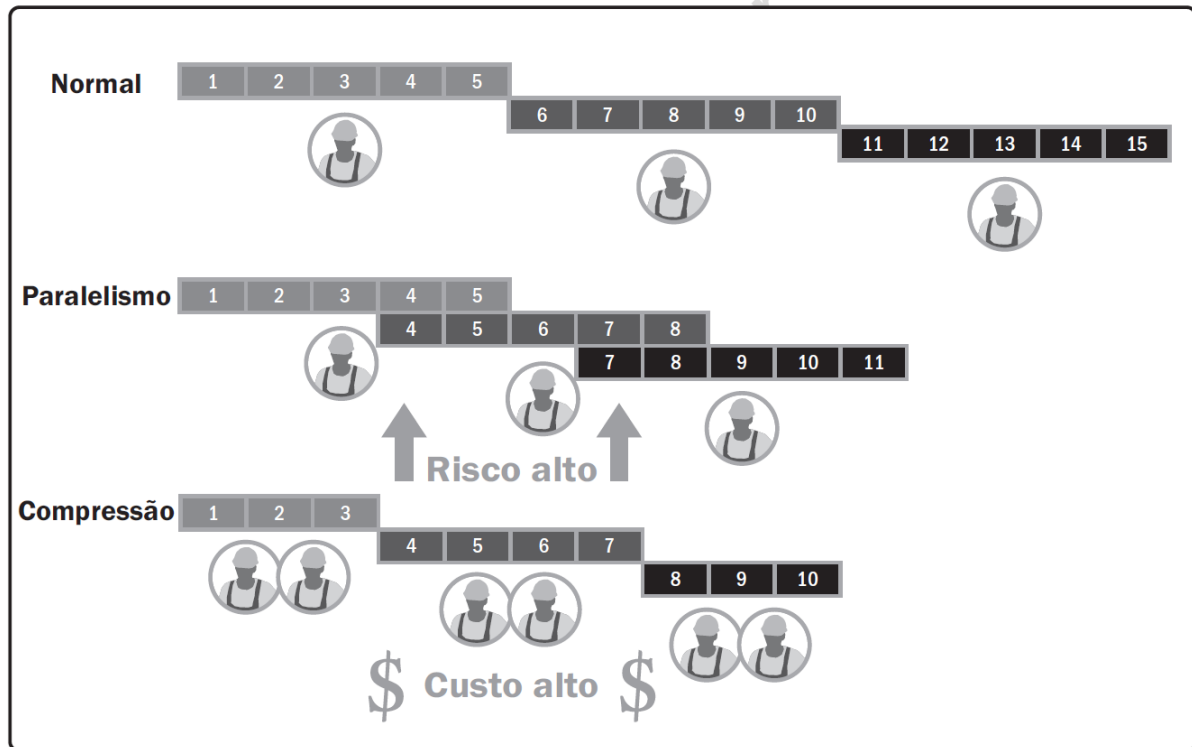 Normal
1 2 3 4 5
6 7 8 9 10
11 12 13 14 15
Paralelismo
1 2 3 4 5
4 5 6 7 8
7 8 9 10 11
Risco alto
Compressão
1 2 3
4 5 6 7
8 9 10
$ Custo alto $